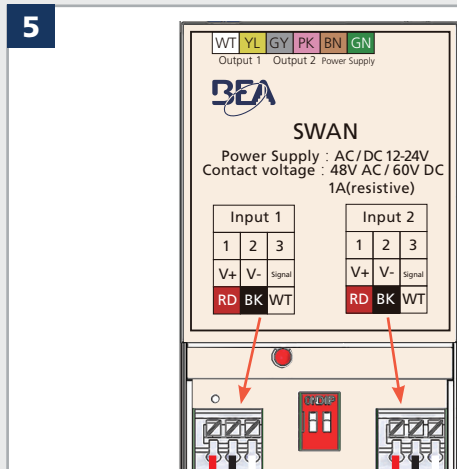 5
WT YL GY PK BN GN
Output 1 Output 2 Power Supply
BEA
SWAN
Power Supply : AC/DC 12-24V
Contact voltage : 48V AC / 60V DC
1A(resistive)
Input 1
1 2 3
V+ V- Signal
RD BK WT
Input 2
1 2 3
V+ V- Signal
RD BK WT